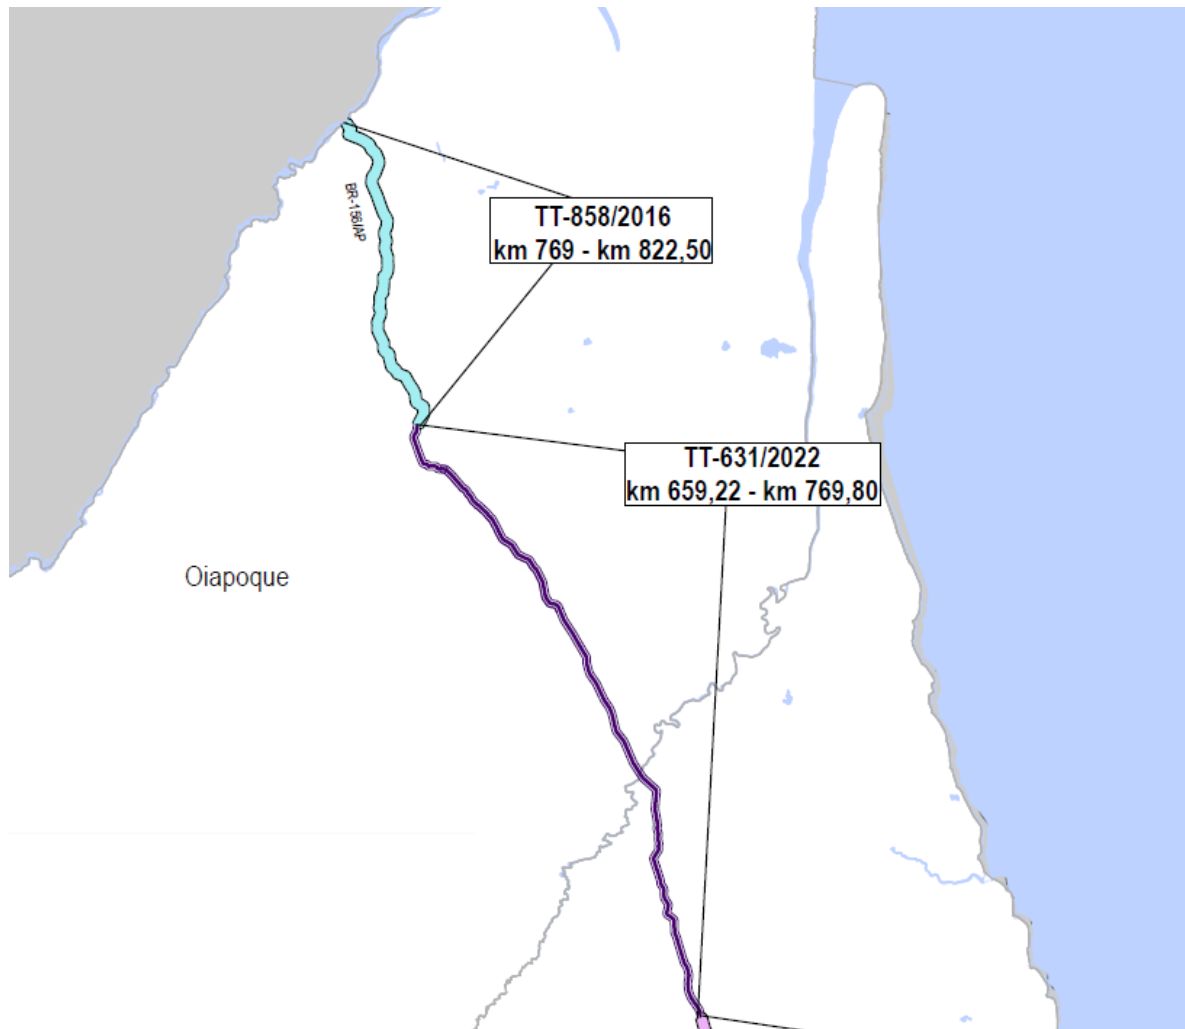 BR-156/AP
TT-858/2016
km 769 - km 822,50
TT-631/2022
km 659,22 - km 769,80
Oiapoque